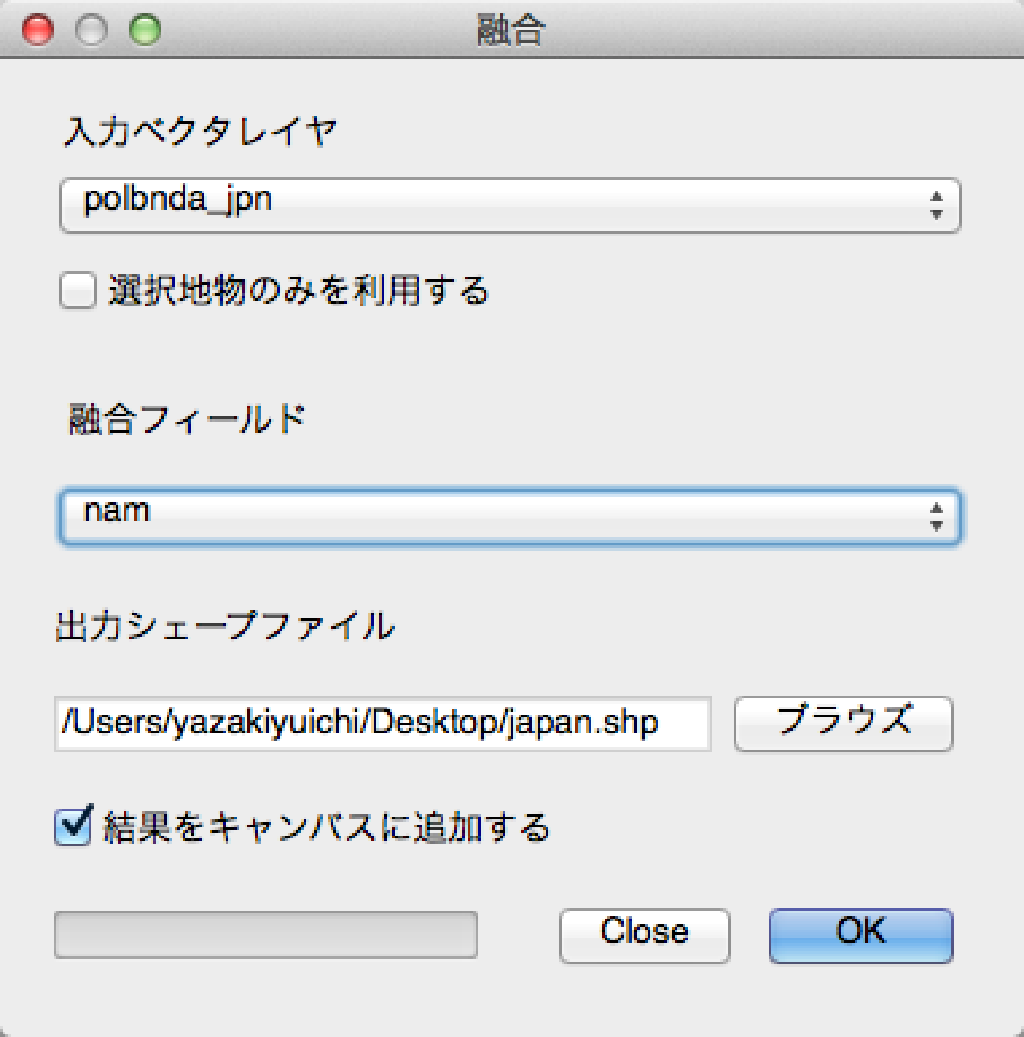 融合
入力ベクタレイヤ
polbnda_jpn
選択地物のみを利用する
融合フィールド
nam
出力シェープファイル
/Users/yazakiyuichi/Desktop/japan.shp ブラウズ
結果をキャンバスに追加する
Close OK